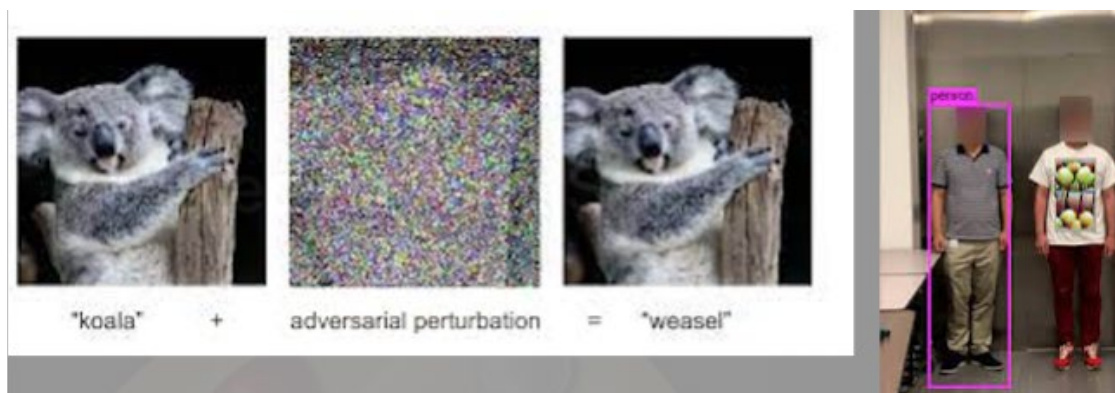 "koala" + adversarial perturbation = "weasel"
person